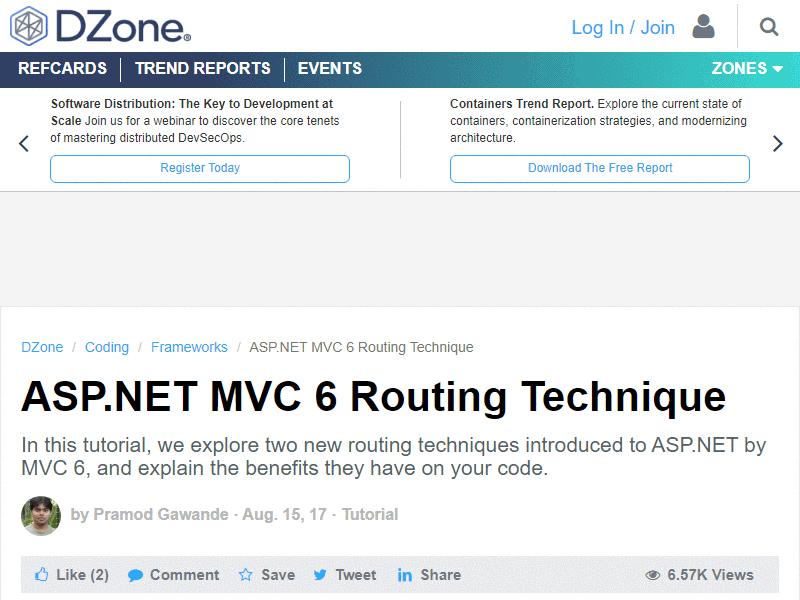 DZone®
Log In / Join
REFCARDS TREND REPORTS EVENTS ZONES
Software Distribution: The Key to Development at
Scale Join us for a webinar to discover the core tenets
of mastering distributed DevSecOps.
Register Today
Containers Trend Report. Explore the current state of
containers, containerization strategies, and modernizing
architecture.
Download The Free Report
DZone / Coding / Frameworks / ASP.NET MVC 6 Routing Technique
ASP.NET MVC 6 Routing Technique
In this tutorial, we explore two new routing techniques introduced to ASP.NET by
MVC 6, and explain the benefits they have on your code.
by Pramod Gawande · Aug. 15, 17 · Tutorial
Like (2) Comment Save Tweet Share 6.57K Views